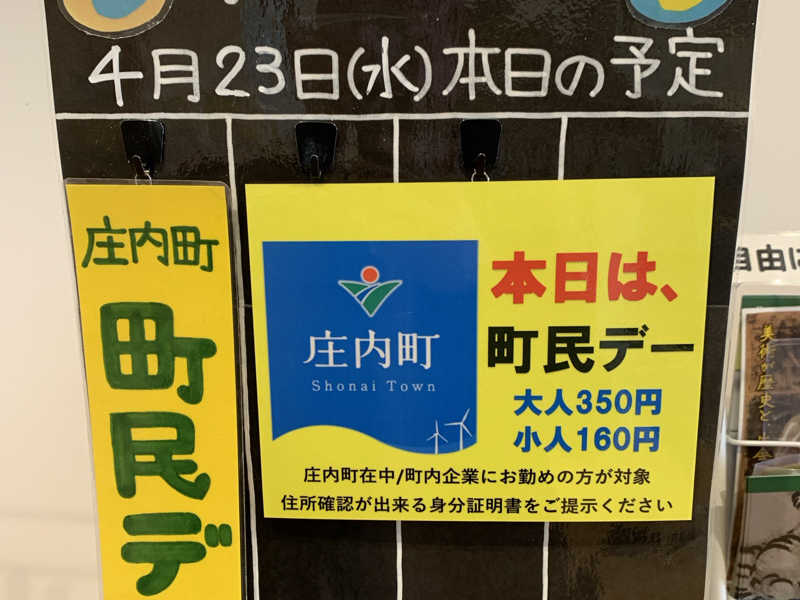 4月23日(水)本日の予定
庄内町
町民デ
庄内町
Shonai Town
本日は、
町民デー
大人350円
小人160円
庄内町在中/町内企業にお勤めの方が対象
住所確認が出来る身分証明書をご提示ください
自由は